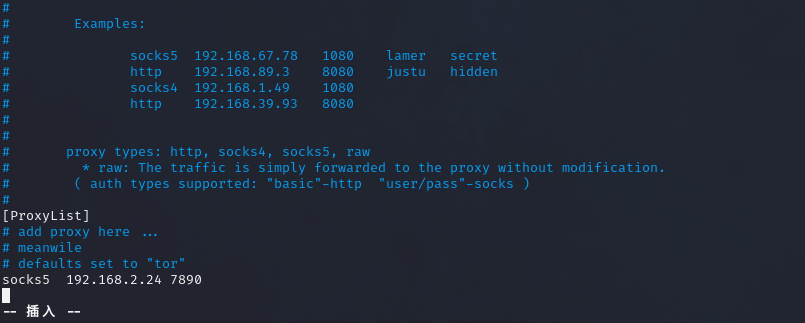 #
#        Examples:
#
#               socks5  192.168.67.78   1080    lamer   secret
#               http    192.168.89.3    8080    justu   hidden
#               socks4  192.168.1.49    1080
#               http    192.168.39.93   8080
#
#
#       proxy types: http, socks4, socks5, raw
#         * raw: The traffic is simply forwarded to the proxy without modification.
#        ( auth types supported: "basic"-http  "user/pass"-socks )
#
[ProxyList]
# add proxy here ...
# meanwile
# defaults set to "tor"
socks5  192.168.2.24 7890
-- 插入 --